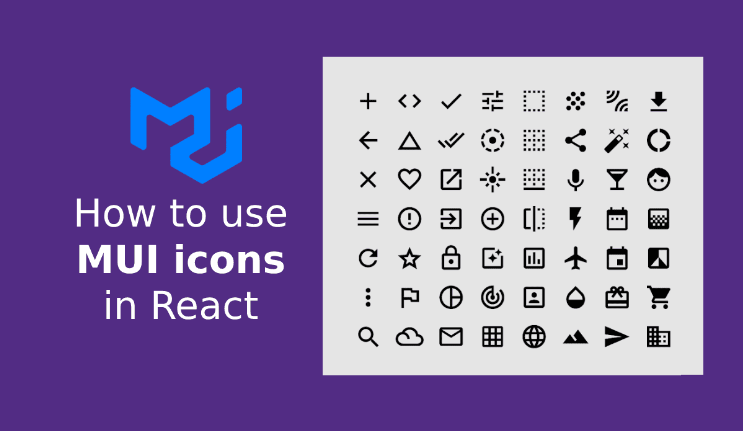 How to use
MUI icons
in React